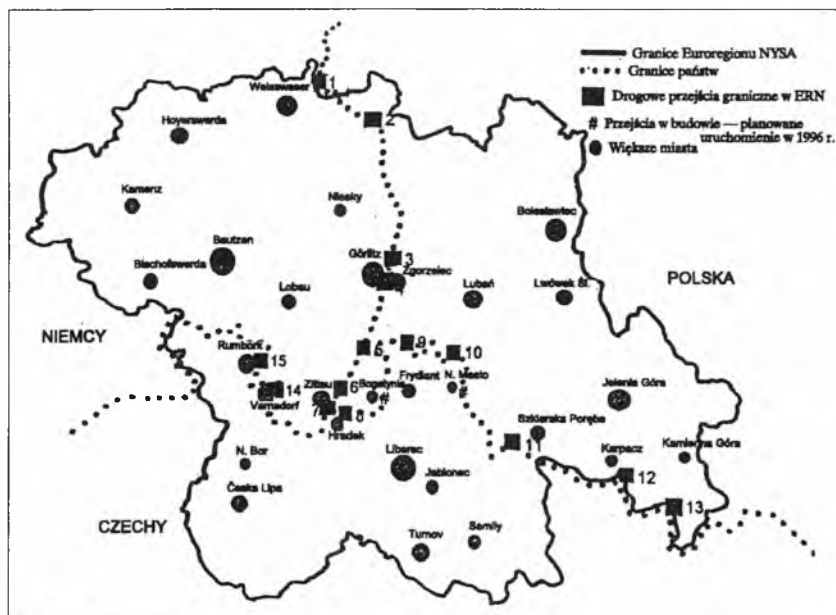 Granice Euroregionu NYSA
Granice państw
Drogowe przejścia graniczne w ERN
# Przejścia w budowie — planowane
uruchomienie w 1996 r.
Większe miasta
1
Weisswasser
2
Hoyerswerda
Kamenz
Niesky
Bolesławiec
Bautzen
3
Görlitz
Zgorzelec
Bischofswerda
POLSKA
Lobau
Lubań
Lwówek Śl.
NIEMCY
Rumburk
15
5
9
10
14
Varnsdorf
Zittau
6
Bogatynia
#
Frydlant
N. Mesto
#
Jelenia Góra
7
8
Hradek
Szklarska Poręba
11
N. Bor
Liberec
Karpacz
Kamienna Góra
12
Jablonec
Česka Lipa
13
CZECHY
Turnov
Semily